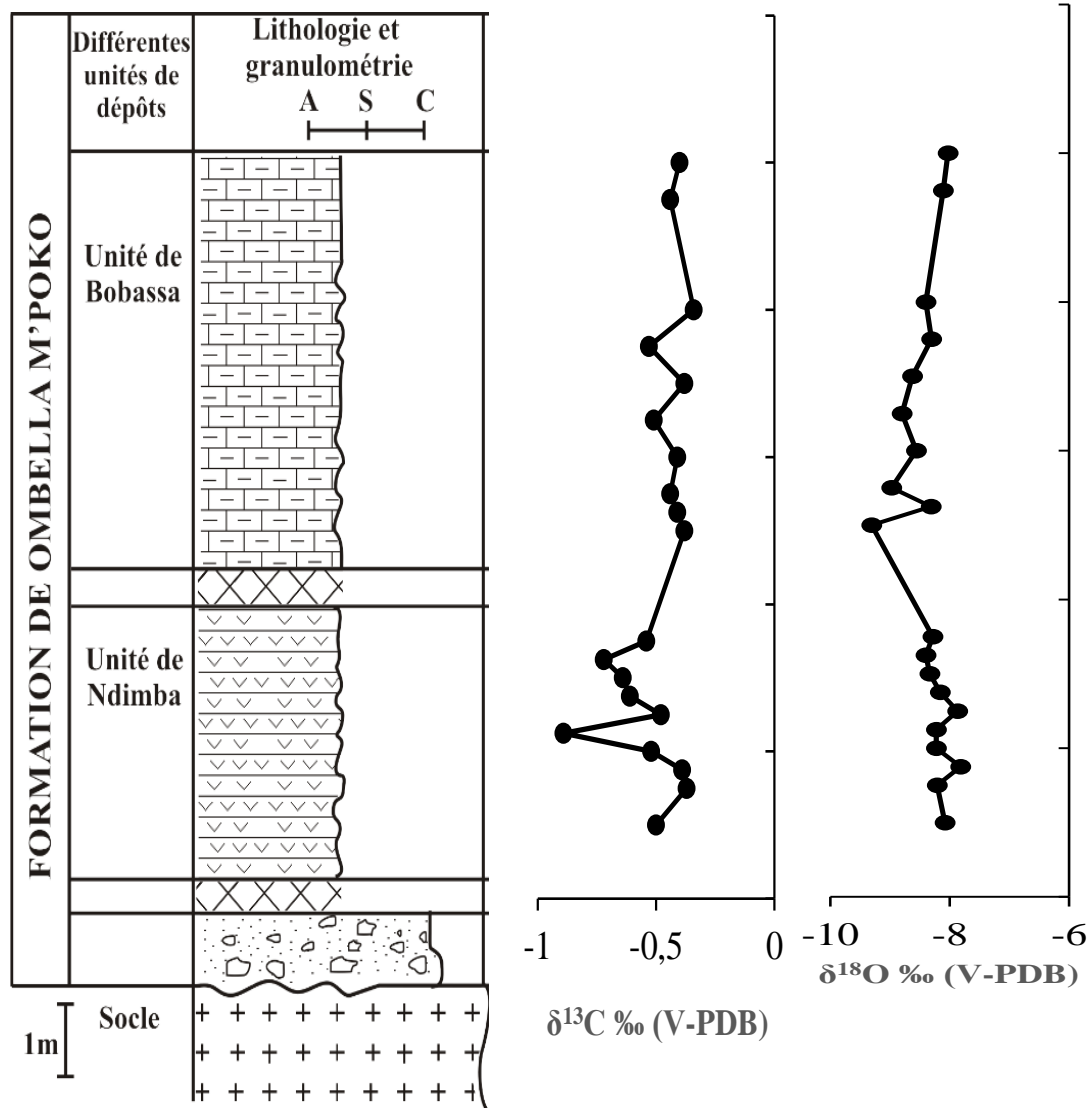 Différentes
unités de
dépôts
Lithologie et
granulométrie
A S C
FORMATION DE OMBELLA M'POKO
Unité de
Bobassa
Unité de
Ndimba
Socle
1m
-1 -0,5 0
δ¹³C ‰ (V-PDB)
-10 -8 -6
δ¹⁸O ‰ (V-PDB)